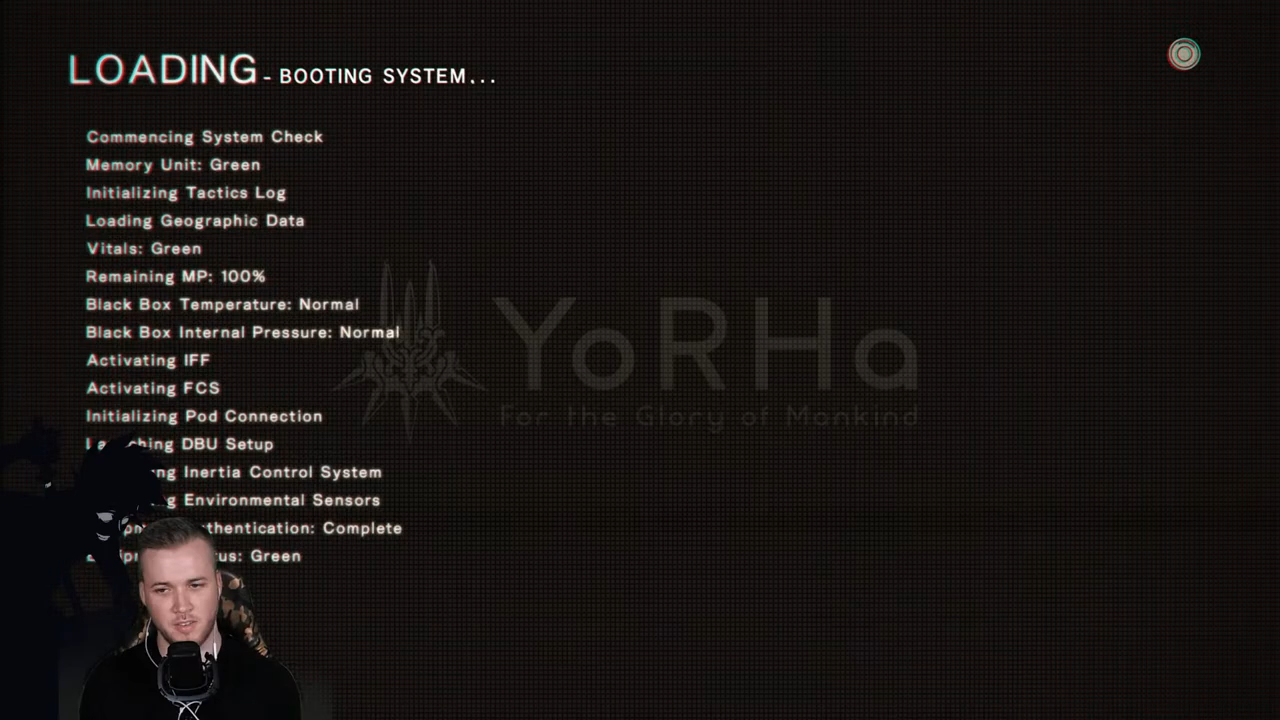 LOADING - BOOTING SYSTEM...
Commencing System Check
Memory Unit: Green
Initializing Tactics Log
Loading Geographic Data
Vitals: Green
Remaining MP: 100%
Black Box Temperature: Normal
Black Box Internal Pressure: Normal
Activating IFF
Activating FCS
Initializing Pod Connection
DBU Setup
Inertia Control System
Environmental Sensors
Complete
Green
YoRHa
For the Glory of Mankind